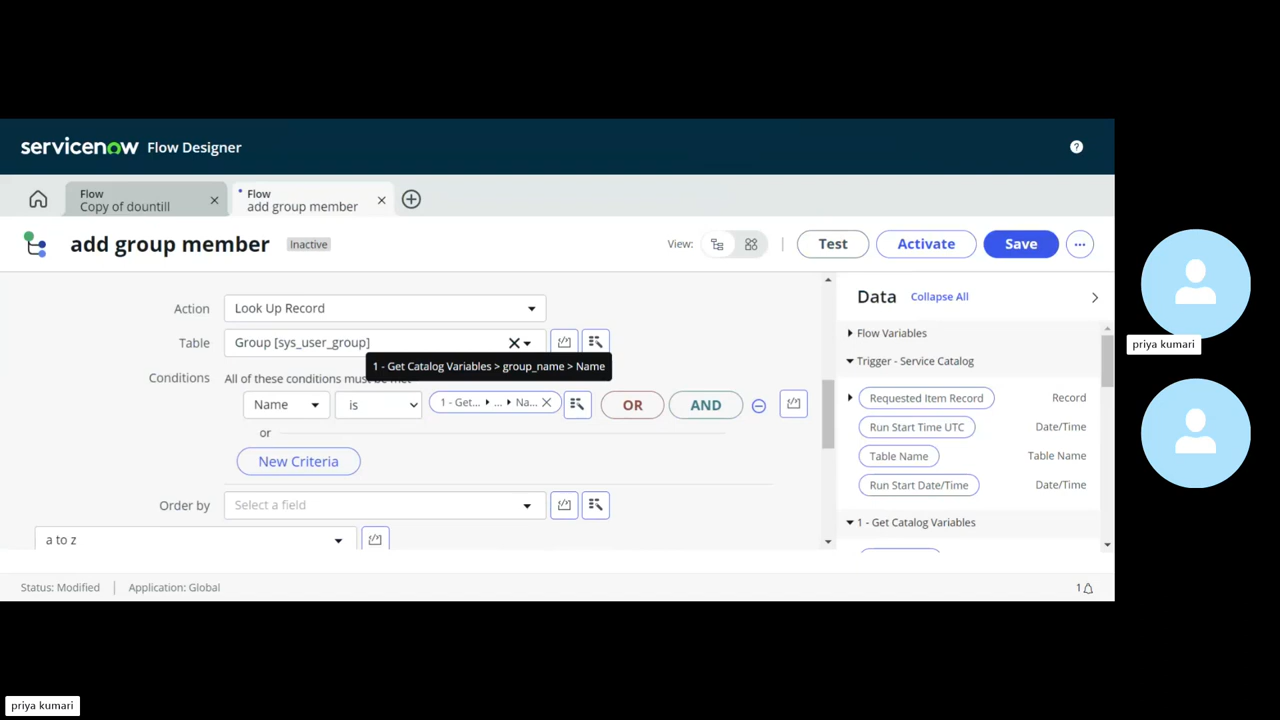 servicenow Flow Designer
Flow
Copy of dountill
Flow
add group member
add group member Inactive View: Test Activate Save
Action Look Up Record
Table Group [sys_user_group]
1 - Get Catalog Variables > group_name > Name
Conditions All of these conditions must be met
Name is 1 - Get... ... Na... OR AND
or
New Criteria
Order by Select a field
a to z
Data Collapse All
Flow Variables
Trigger - Service Catalog
Requested Item Record Record
Run Start Time UTC Date/Time
Table Name Table Name
Run Start Date/Time Date/Time
1 - Get Catalog Variables
Status: Modified Application: Global 1
priya kumari
priya kumari